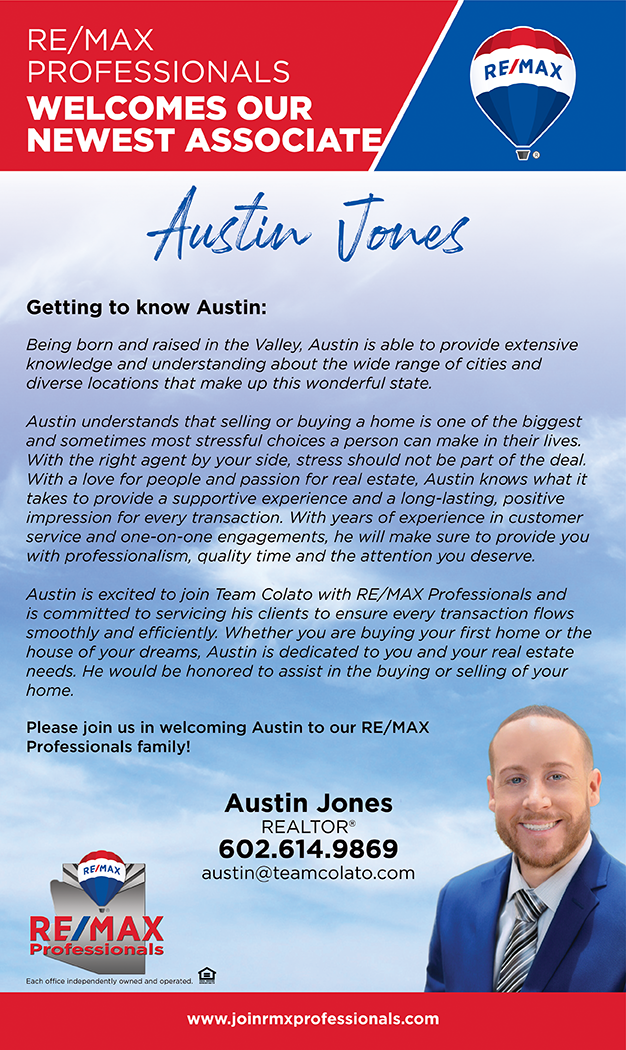 RE/MAX
PROFESSIONALS
WELCOMES OUR
NEWEST ASSOCIATE
RE/MAX
®
Austin Jones
Getting to know Austin:
Being born and raised in the Valley, Austin is able to provide extensive
knowledge and understanding about the wide range of cities and
diverse locations that make up this wonderful state.
Austin understands that selling or buying a home is one of the biggest
and sometimes most stressful choices a person can make in their lives.
With the right agent by your side, stress should not be part of the deal.
With a love for people and passion for real estate, Austin knows what it
takes to provide a supportive experience and a long-lasting, positive
impression for every transaction. With years of experience in customer
service and one-on-one engagements, he will make sure to provide you
with professionalism, quality time and the attention you deserve.
Austin is excited to join Team Colato with RE/MAX Professionals and
is committed to servicing his clients to ensure every transaction flows
smoothly and efficiently. Whether you are buying your first home or the
house of your dreams, Austin is dedicated to you and your real estate
needs. He would be honored to assist in the buying or selling of your
home.
Please join us in welcoming Austin to our RE/MAX
Professionals family!
Austin Jones
REALTOR®
602.614.9869
austin@teamcolato.com
RE/MAX
RE/MAX
Professionals
Each office independently owned and operated.
www.joinrmxprofessionals.com